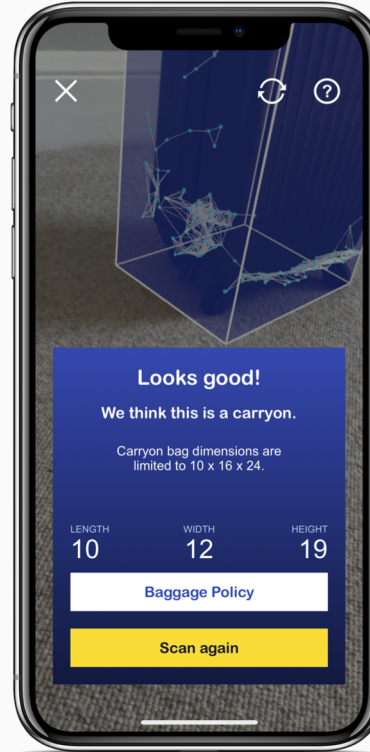 ?
Looks good!
We think this is a carryon.
Carryon bag dimensions are
limited to 10 x 16 x 24.
LENGTH WIDTH HEIGHT
10 12 19
Baggage Policy
Scan again